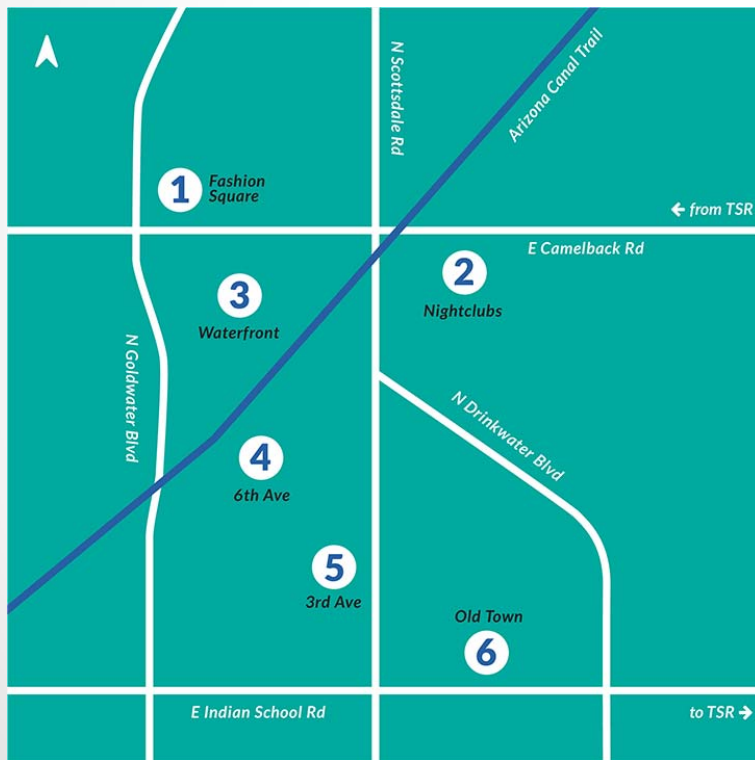 N Scottsdale Rd
Arizona Canal Trail
1
Fashion
Square
← from TSR
E Camelback Rd
2
Nightclubs
3
Waterfront
N Goldwater Blvd
N Drinkwater Blvd
4
6th Ave
5
3rd Ave
Old Town
6
E Indian School Rd
to TSR →